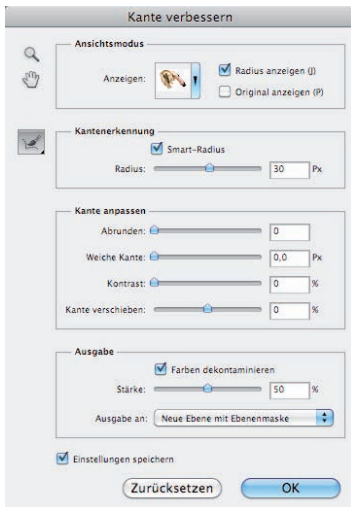 Kante verbessern
Ansichtsmodus
Anzeigen:
Radius anzeigen (J)
Original anzeigen (P)
Kantenerkennung
Smart-Radius
Radius: 30 Px
Kante anpassen
Abrunden: 0
Weiche Kante: 0,0 Px
Kontrast: 0 %
Kante verschieben: 0 %
Ausgabe
Farben dekontaminieren
Stärke: 50 %
Ausgabe an: Neue Ebene mit Ebenenmaske
Einstellungen speichern
Zurücksetzen OK